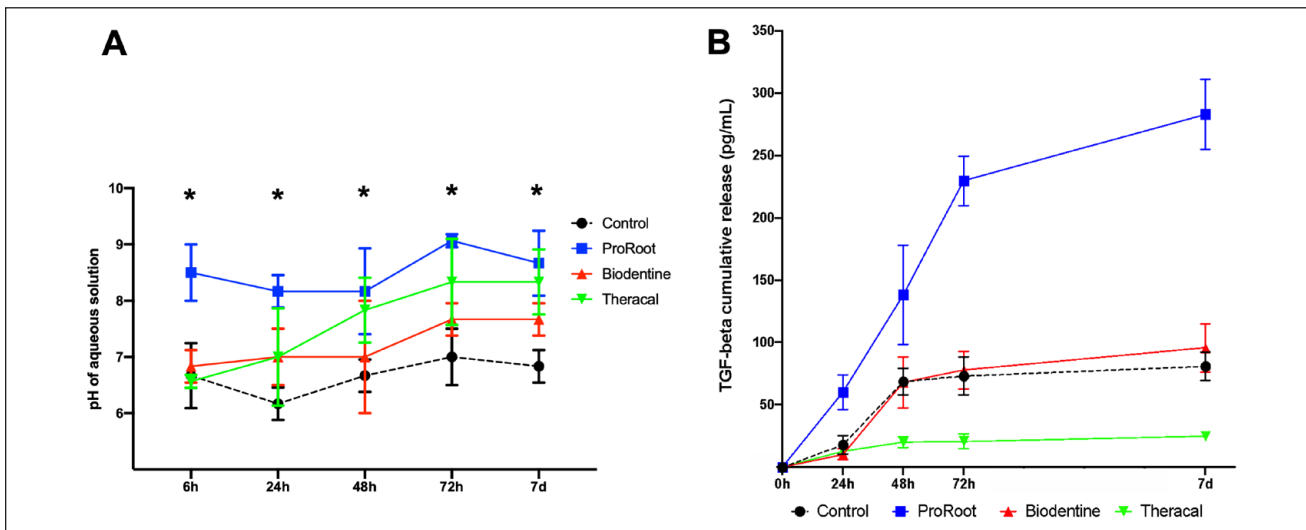 A
pH of aqueous solution
10
9
8
7
6
* * * * *
6h 24h 48h 72h 7d
Control
ProRoot
Biodentine
Theracal
B
TGF-beta cumulative release (pg/mL)
350
300
250
200
150
100
50
0h 24h 48h 72h 7d
Control ProRoot Biodentine Theracal